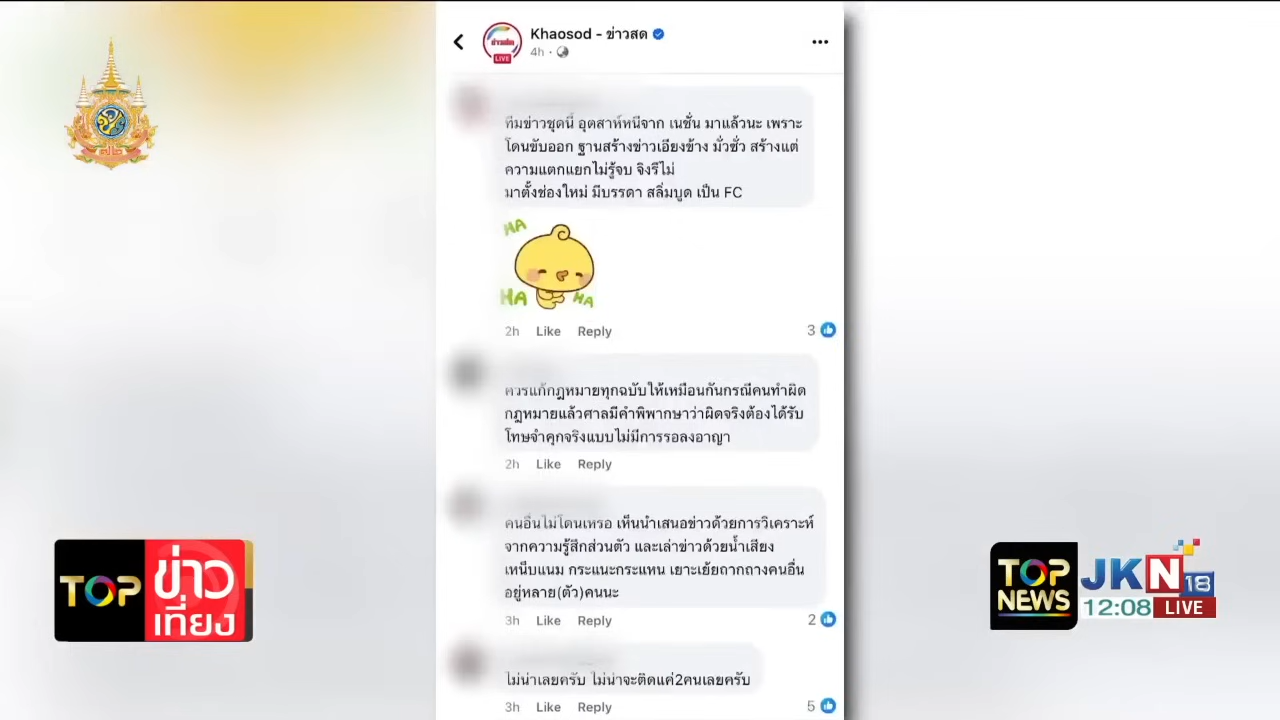 Khaosod - ข่าวสด
4h
LIVE
ทีมข่าวชุดนี้ อุตสาห์หนีจาก เนชั่น มาแล้วนะ เพราะ
โดนขับออก ฐานสร้างข่าวเอียงข้าง มั่วซั่ว สร้างแต่
ความแตกแยกไม่รู้จบ จิงรึไม่
มาตั้งช่องใหม่ มีบรรดา สลิ่มบูด เป็น FC
HA
HA
HA
2h Like Reply 3
ควรแก้กฎหมายทุกฉบับให้เหมือนกันกรณีคนทำผิด
กฎหมายแล้วศาลมีคำพิพากษาว่าผิดจริงต้องได้รับ
โทษจำคุกจริงแบบไม่มีการรอลงอาญา
2h Like Reply
คนอื่นไม่โดนเหรอ เห็นนำเสนอข่าวด้วยการวิเคราะห์
จากความรู้สึกส่วนตัว และเล่าข่าวด้วยน้ำเสียง
เหน็บแนม กระแนะกระแหน เยาะเย้ยถากถางคนอื่น
อยู่หลาย(ตัว)คนนะ
3h Like Reply 2
ไม่น่าเลยครับ ไม่น่าจะติดแค่2คนเลยครับ
3h Like Reply 5
TOP ข่าว
เที่ยง
TOP
NEWS
JKN 18
12:08 LIVE